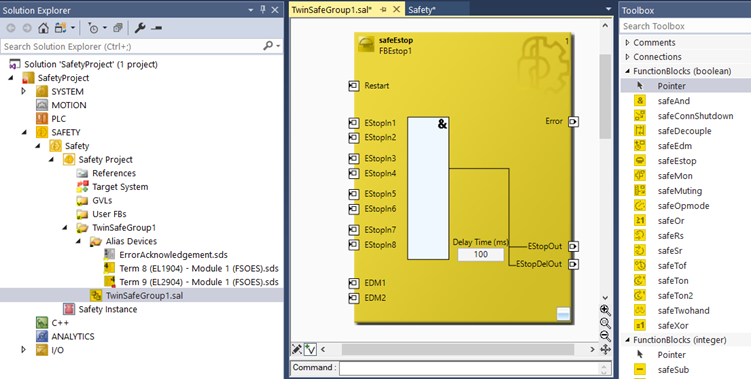 Solution Explorer
Search Solution Explorer (Ctrl+;)
Solution 'SafetyProject' (1 project)
SafetyProject
SYSTEM
MOTION
PLC
SAFETY
Safety
Safety Project
References
Target System
GVLs
User FBs
TwinSafeGroup1
Alias Devices
ErrorAcknowledgement.sds
Term 8 (EL1904) - Module 1 (FSOES).sds
Term 9 (EL2904) - Module 1 (FSOES).sds
TwinSafeGroup1.sal
Safety Instance
C++
ANALYTICS
I/O
TwinSafeGroup1.sal*
Safety*
safeEstop
FBEstop1
1
Restart
EStopIn1
EStopIn2
EStopIn3
EStopIn4
EStopIn5
EStopIn6
EStopIn7
EStopIn8
EDM1
EDM2
&
Error
Delay Time (ms)
100
EStopOut
EStopDelOut
Command :
Toolbox
Search Toolbox
Comments
Connections
FunctionBlocks (boolean)
Pointer
& safeAnd
safeConnShutdown
safeDecouple
safeEdm
safeEstop
safeMon
safeMuting
safeOpmode
≥1 safeOr
safeRs
safeSr
safeTof
safeTon
safeTon2
safeTwohand
=1 safeXor
FunctionBlocks (integer)
Pointer
safeSub